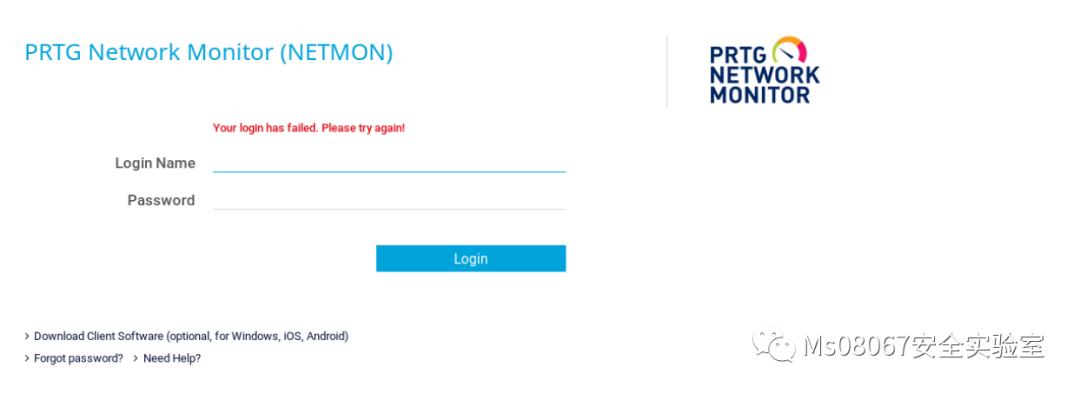 PRTG Network Monitor (NETMON)
PRTG
NETWORK
MONITOR
Your login has failed. Please try again!
Login Name
Password
Login
Download Client Software (optional, for Windows, iOS, Android)
Forgot password? Need Help?
Ms08067安全实验室